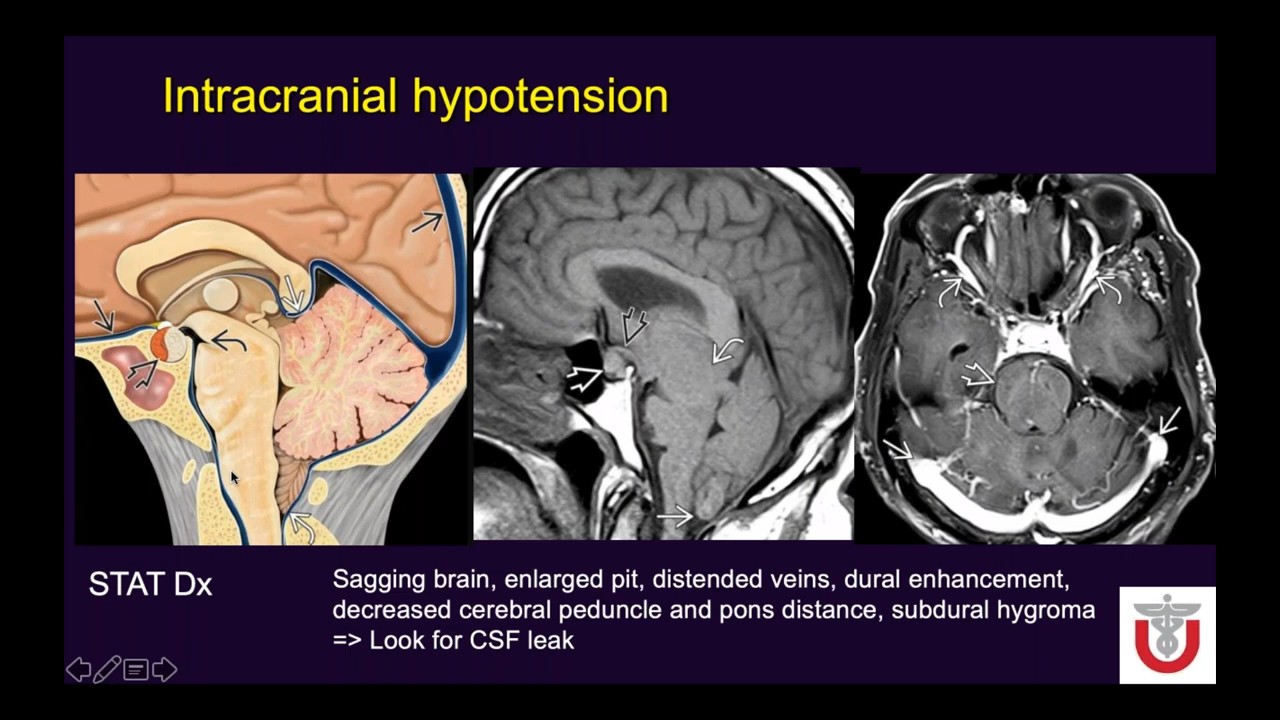 Intracranial hypotension
STAT Dx
Sagging brain, enlarged pit, distended veins, dural enhancement,
decreased cerebral peduncle and pons distance, subdural hygroma
=> Look for CSF leak